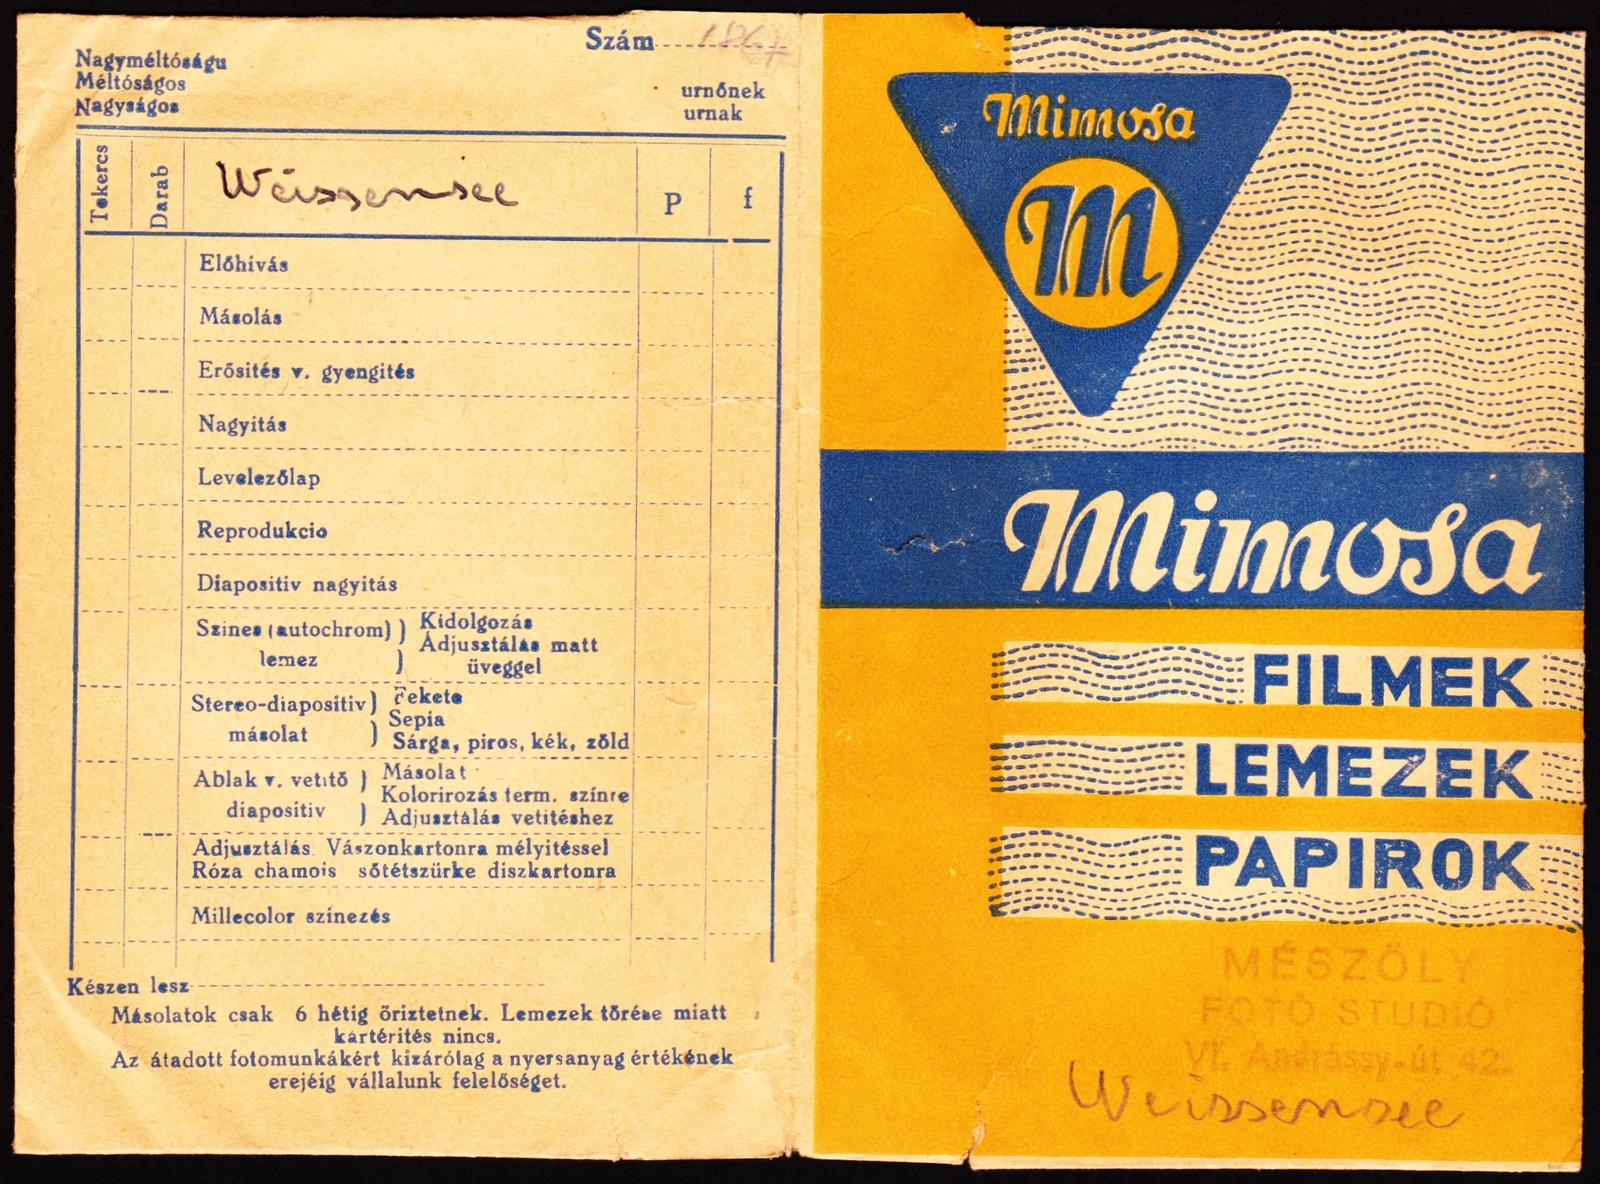 Szám 1867
Nagyméltóságu
Méltóságos
Nagyságos
urnőnek
urnak
Tekercs
Darab
Weissensee
P
f
Előhivás
Másolás
Erősités v. gyengités
Nagyitás
Levelezőlap
Reprodukcio
Diapositiv nagyitás
Szines (autochrom) lemez
Kidolgozás
Adjusztálás matt
üveggel
Stereo-diapositiv másolat
Fekete
Sepia
Sárga, piros, kék, zöld
Ablak v. vetitő diapositiv
Másolat
Kolorirozás term. színre
Adjusztálás vetitéshez
Adjusztálás Vászonkartonra mélyitéssel
Róza chamois sötétszürke diszkartonra
Millecolor szinezés
Készen lesz
Másolatok csak 6 hétig őriztetnek. Lemezek törése miatt
kártérités nincs.
Az átadott fotomunkákért kizárólag a nyersanyag értékének
erejéig vállalunk felelőséget.
Mimosa
M
Mimosa
FILMEK
LEMEZEK
PAPIROK
MÉSZÖLY
FOTÓ STUDIÓ
VI. Andrássy-út 42.
Weissensee